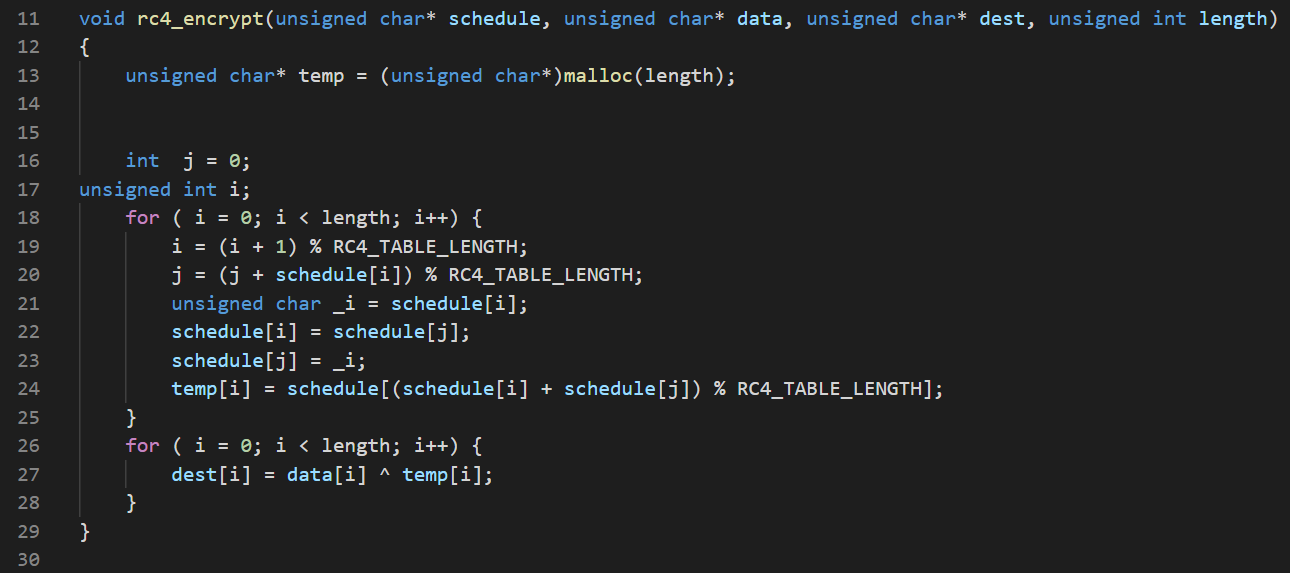 11 void rc4_encrypt(unsigned char* schedule, unsigned char* data, unsigned char* dest, unsigned int length)
12 {
13     unsigned char* temp = (unsigned char*)malloc(length);
14
15
16     int  j = 0;
17 unsigned int i;
18     for ( i = 0; i < length; i++) {
19         i = (i + 1) % RC4_TABLE_LENGTH;
20         j = (j + schedule[i]) % RC4_TABLE_LENGTH;
21         unsigned char _i = schedule[i];
22         schedule[i] = schedule[j];
23         schedule[j] = _i;
24         temp[i] = schedule[(schedule[i] + schedule[j]) % RC4_TABLE_LENGTH];
25     }
26     for ( i = 0; i < length; i++) {
27         dest[i] = data[i] ^ temp[i];
28     }
29 }
30